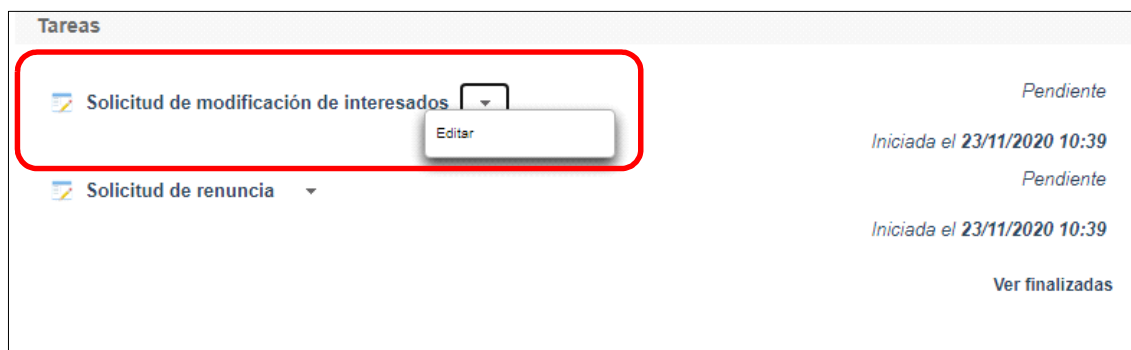 Tareas
Solicitud de modificación de interesados
Pendiente
Editar
Iniciada el 23/11/2020 10:39
Solicitud de renuncia
Pendiente
Iniciada el 23/11/2020 10:39
Ver finalizadas